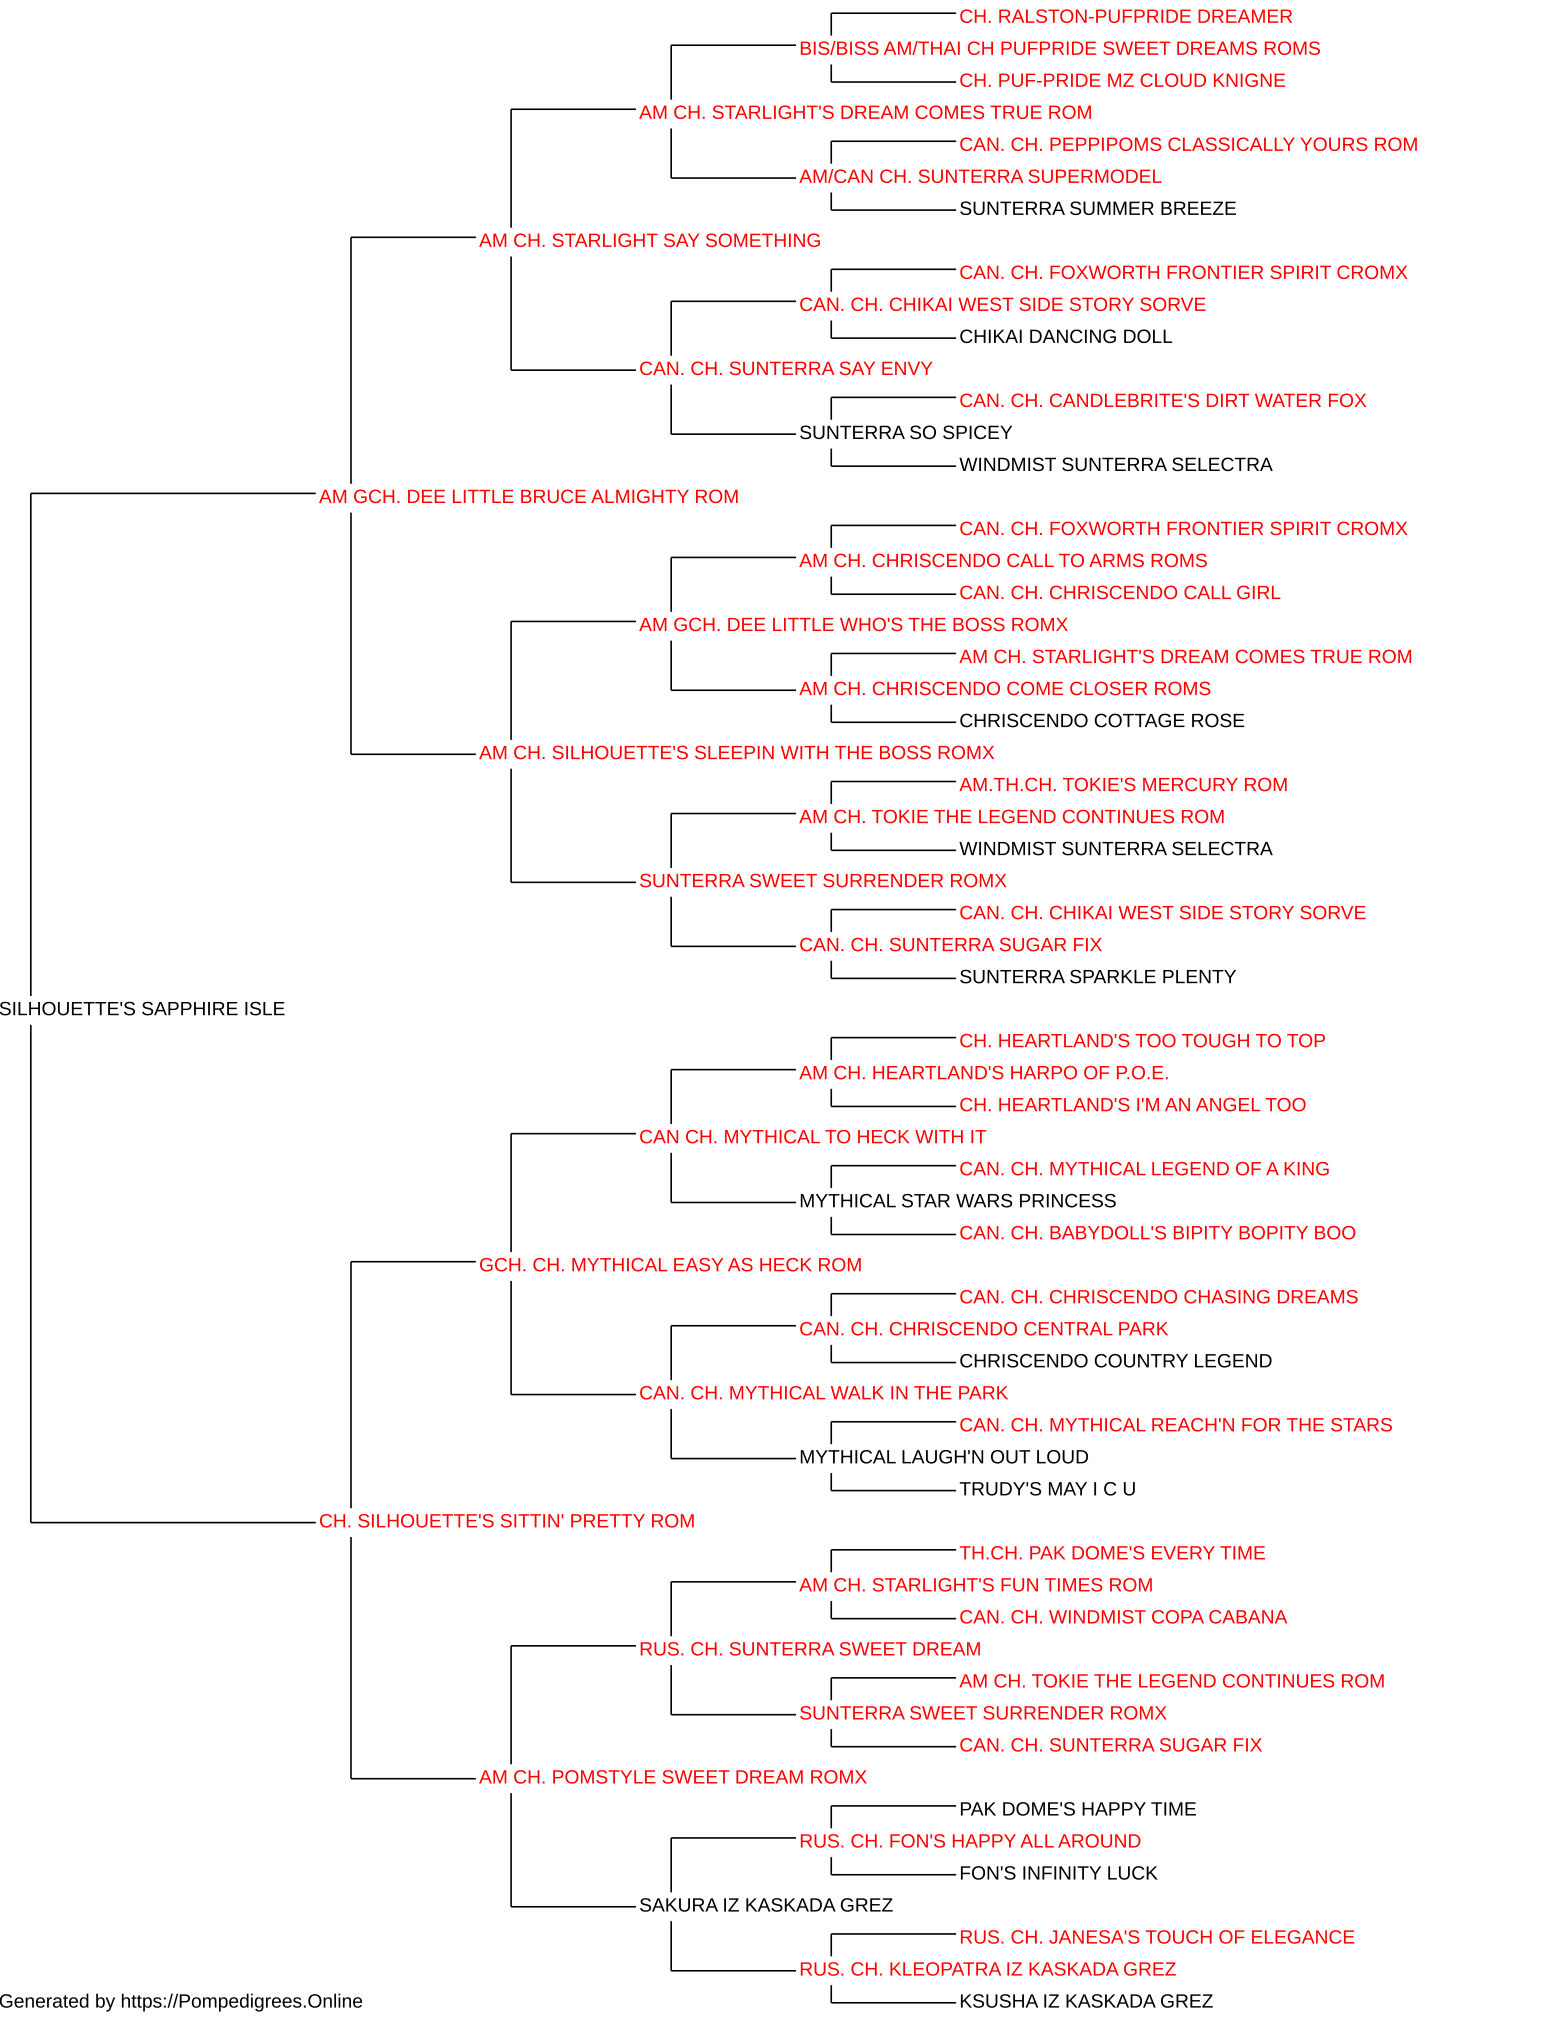 CH. RALSTON-PUFPRIDE DREAMER
BIS/BISS AM/THAI CH PUFPRIDE SWEET DREAMS ROMS
CH. PUF-PRIDE MZ CLOUD KNIGNE
AM CH. STARLIGHT'S DREAM COMES TRUE ROM
CAN. CH. PEPPIPOMS CLASSICALLY YOURS ROM
AM/CAN CH. SUNTERRA SUPERMODEL
SUNTERRA SUMMER BREEZE
AM CH. STARLIGHT SAY SOMETHING
CAN. CH. FOXWORTH FRONTIER SPIRIT CROMX
CAN. CH. CHIKAI WEST SIDE STORY SORVE
CHIKAI DANCING DOLL
CAN. CH. SUNTERRA SAY ENVY
CAN. CH. CANDLEBRITE'S DIRT WATER FOX
SUNTERRA SO SPICEY
WINDMIST SUNTERRA SELECTRA
AM GCH. DEE LITTLE BRUCE ALMIGHTY ROM
CAN. CH. FOXWORTH FRONTIER SPIRIT CROMX
AM CH. CHRISCENDO CALL TO ARMS ROMS
CAN. CH. CHRISCENDO CALL GIRL
AM GCH. DEE LITTLE WHO'S THE BOSS ROMX
AM CH. STARLIGHT'S DREAM COMES TRUE ROM
AM CH. CHRISCENDO COME CLOSER ROMS
CHRISCENDO COTTAGE ROSE
AM CH. SILHOUETTE'S SLEEPIN WITH THE BOSS ROMX
AM.TH.CH. TOKIE'S MERCURY ROM
AM CH. TOKIE THE LEGEND CONTINUES ROM
WINDMIST SUNTERRA SELECTRA
SUNTERRA SWEET SURRENDER ROMX
CAN. CH. CHIKAI WEST SIDE STORY SORVE
CAN. CH. SUNTERRA SUGAR FIX
SUNTERRA SPARKLE PLENTY
SILHOUETTE'S SAPPHIRE ISLE
CH. HEARTLAND'S TOO TOUGH TO TOP
AM CH. HEARTLAND'S HARPO OF P.O.E.
CH. HEARTLAND'S I'M AN ANGEL TOO
CAN CH. MYTHICAL TO HECK WITH IT
CAN. CH. MYTHICAL LEGEND OF A KING
MYTHICAL STAR WARS PRINCESS
CAN. CH. BABYDOLL'S BIPITY BOPITY BOO
GCH. CH. MYTHICAL EASY AS HECK ROM
CAN. CH. CHRISCENDO CHASING DREAMS
CAN. CH. CHRISCENDO CENTRAL PARK
CHRISCENDO COUNTRY LEGEND
CAN. CH. MYTHICAL WALK IN THE PARK
CAN. CH. MYTHICAL REACH'N FOR THE STARS
MYTHICAL LAUGH'N OUT LOUD
TRUDY'S MAY I C U
CH. SILHOUETTE'S SITTIN' PRETTY ROM
TH.CH. PAK DOME'S EVERY TIME
AM CH. STARLIGHT'S FUN TIMES ROM
CAN. CH. WINDMIST COPA CABANA
RUS. CH. SUNTERRA SWEET DREAM
AM CH. TOKIE THE LEGEND CONTINUES ROM
SUNTERRA SWEET SURRENDER ROMX
CAN. CH. SUNTERRA SUGAR FIX
AM CH. POMSTYLE SWEET DREAM ROMX
PAK DOME'S HAPPY TIME
RUS. CH. FON'S HAPPY ALL AROUND
FON'S INFINITY LUCK
SAKURA IZ KASKADA GREZ
RUS. CH. JANESA'S TOUCH OF ELEGANCE
RUS. CH. KLEOPATRA IZ KASKADA GREZ
KSUSHA IZ KASKADA GREZ
Generated by https://Pompedigrees.Online